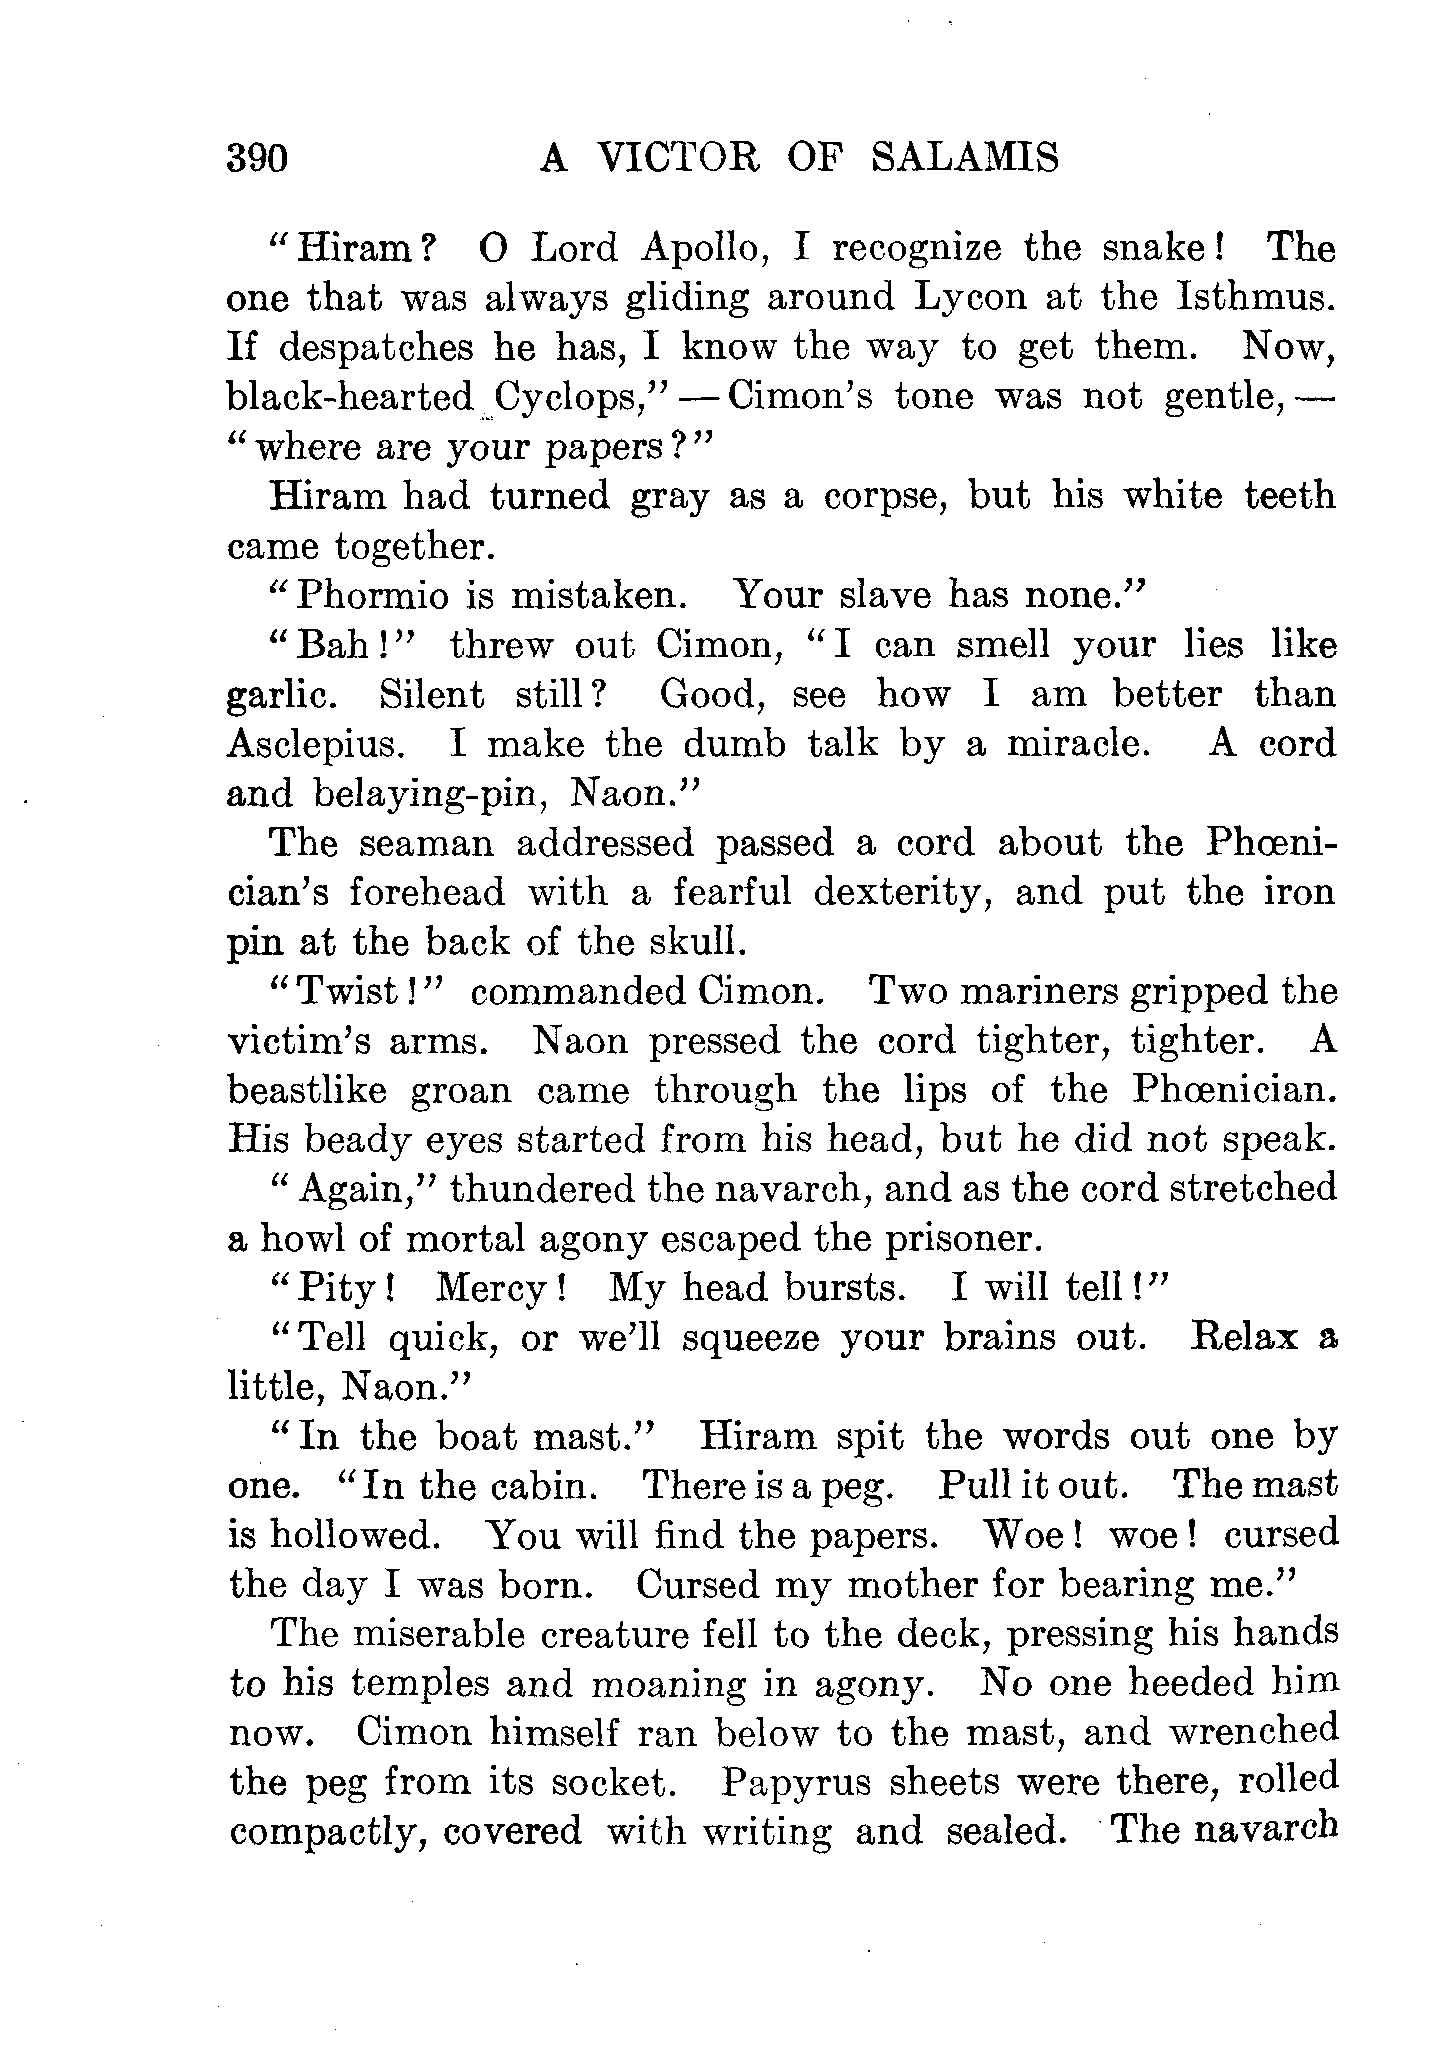 390 A VICTOR OF SALAMIS
“Hiram? O Lord Apollo, I recognize the snake! The
one that was always gliding around Lycon at the Isthmus.
If despatches he has, I know the way to get them. Now,
black-hearted Cyclops,”—Cimon’s tone was not gentle,—
“where are your papers?”
Hiram had turned gray as a corpse, but his white teeth
came together.
“Phormio is mistaken. Your slave has none.”
“Bah!” threw out Cimon, “I can smell your lies like
garlic. Silent still? Good, see how I am better than
Asclepius. I make the dumb talk by a miracle. A cord
and belaying-pin, Naon.”
The seaman addressed passed a cord about the Phœni-
cian’s forehead with a fearful dexterity, and put the iron
pin at the back of the skull.
“Twist!” commanded Cimon. Two mariners gripped the
victim’s arms. Naon pressed the cord tighter, tighter. A
beastlike groan came through the lips of the Phœnician.
His beady eyes started from his head, but he did not speak.
“Again,” thundered the navarch, and as the cord stretched
a howl of mortal agony escaped the prisoner.
“Pity! Mercy! My head bursts. I will tell!”
“Tell quick, or we’ll squeeze your brains out. Relax a
little, Naon.”
“In the boat mast.” Hiram spit the words out one by
one. “In the cabin. There is a peg. Pull it out. The mast
is hollowed. You will find the papers. Woe! woe! cursed
the day I was born. Cursed my mother for bearing me.”
The miserable creature fell to the deck, pressing his hands
to his temples and moaning in agony. No one heeded him
now. Cimon himself ran below to the mast, and wrenched
the peg from its socket. Papyrus sheets were there, rolled
compactly, covered with writing and sealed. The navarch